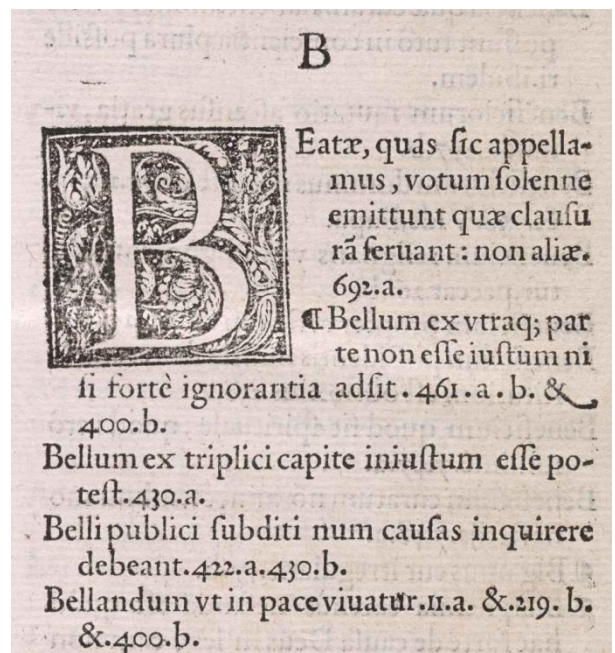 B
BEatæ, quas ſic appella-
mus, votum ſolenne
emittunt quæ clauſu
rã ſeruant: non aliæ.
692.a.
¶ Bellum ex vtraq; par
te non eſſe iuſtum ni
ſi fortè ignorantia adſit. 461. a. b. &
400.b.
Bellum ex triplici capite iniuſtum eſſe po-
teſt.430.a.
Belli publici ſubditi num cauſas inquirere
debeant.422.a.430.b.
Bellandum vt in pace viuatur.11.a. &.219. b.
&.400.b.